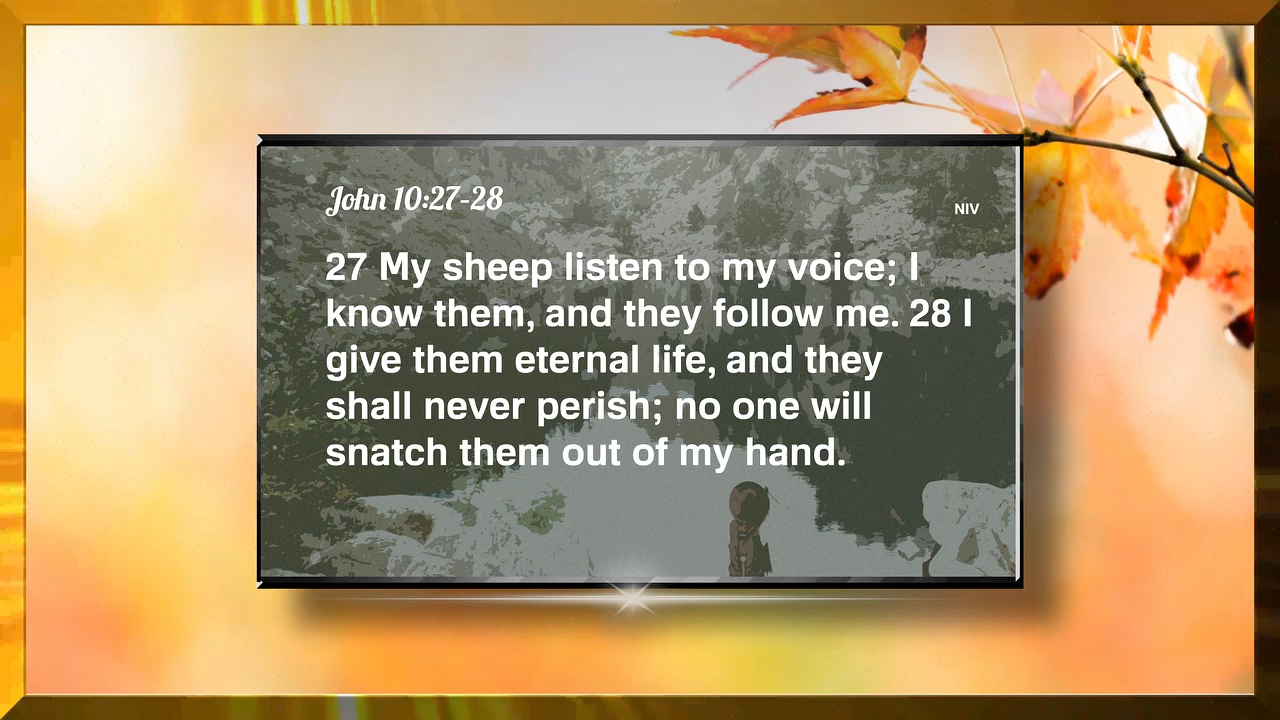 John 10:27-28
NIV
27 My sheep listen to my voice; I
know them, and they follow me. 28 I
give them eternal life, and they
shall never perish; no one will
snatch them out of my hand.